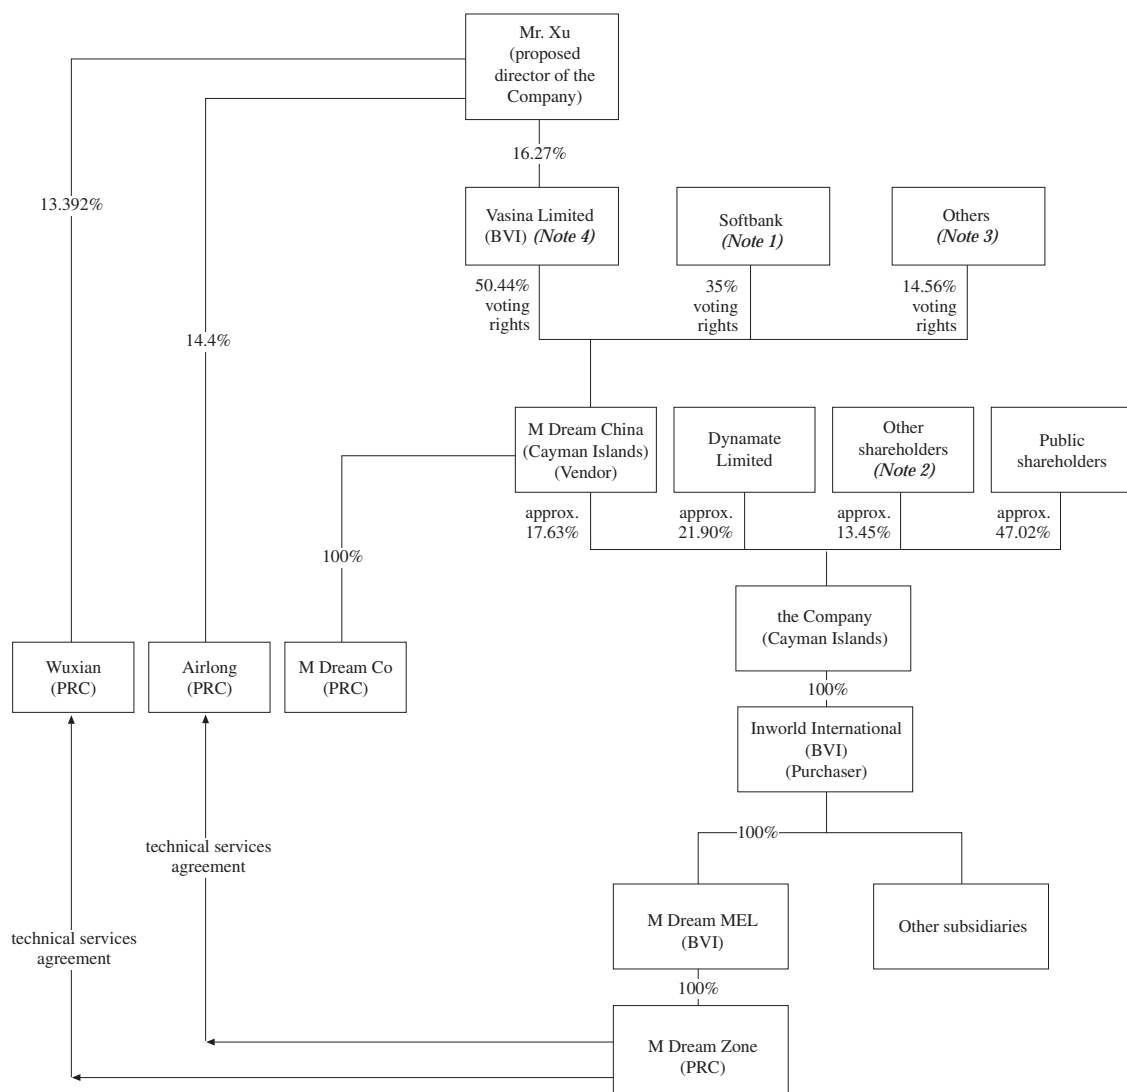 Mr. Xu
(proposed
director of the
Company)
16.27%
13.392%
Vasina Limited
(BVI) (Note 4)
Softbank
(Note 1)
Others
(Note 3)
50.44%
voting
rights
35%
voting
rights
14.56%
voting
rights
14.4%
M Dream China
(Cayman Islands)
(Vendor)
Dynamate
Limited
Other
shareholders
(Note 2)
Public
shareholders
approx.
17.63%
approx.
21.90%
approx.
13.45%
approx.
47.02%
100%
the Company
(Cayman Islands)
Wuxian
(PRC)
Airlong
(PRC)
M Dream Co
(PRC)
100%
Inworld International
(BVI)
(Purchaser)
100%
technical services
agreement
M Dream MEL
(BVI)
Other subsidiaries
technical services
agreement
100%
M Dream Zone
(PRC)